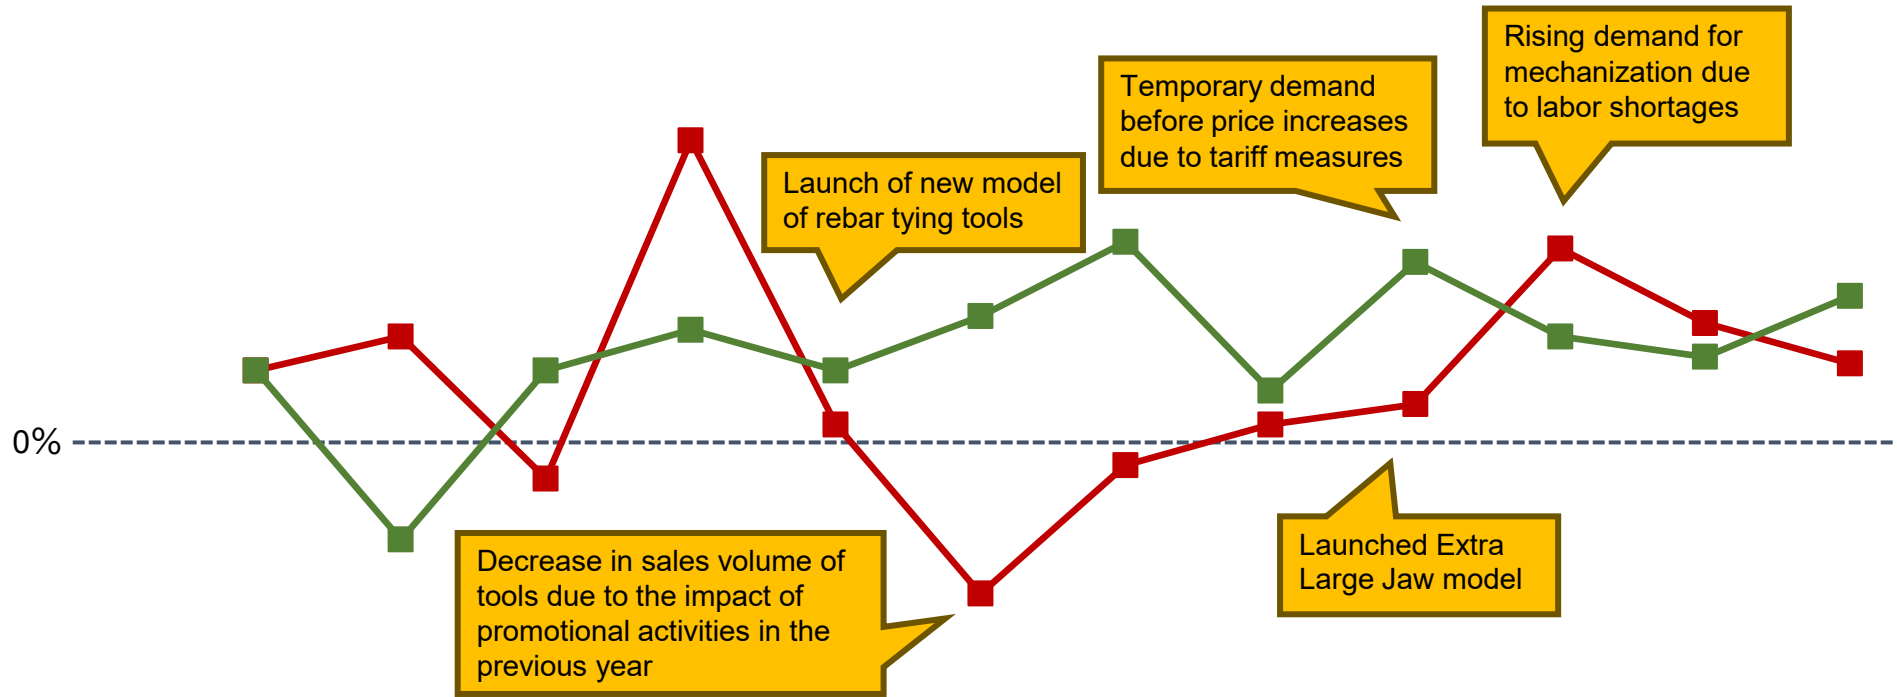 Rising demand for
mechanization due
to labor shortages
Temporary demand
before price increases
due to tariff measures
Launch of new model
of rebar tying tools
0%
Decrease in sales volume of
tools due to the impact of
promotional activities in the
previous year
Launched Extra
Large Jaw model